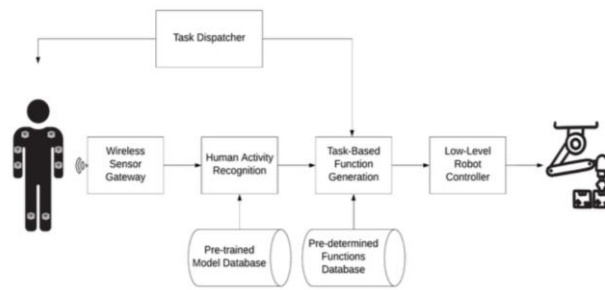 Task Dispatcher
Wireless
Sensor
Gateway
Human Activity
Recognition
Task-Based
Function
Generation
Low-Level
Robot
Controller
Pre-trained
Model Database
Pre-determined
Functions
Database